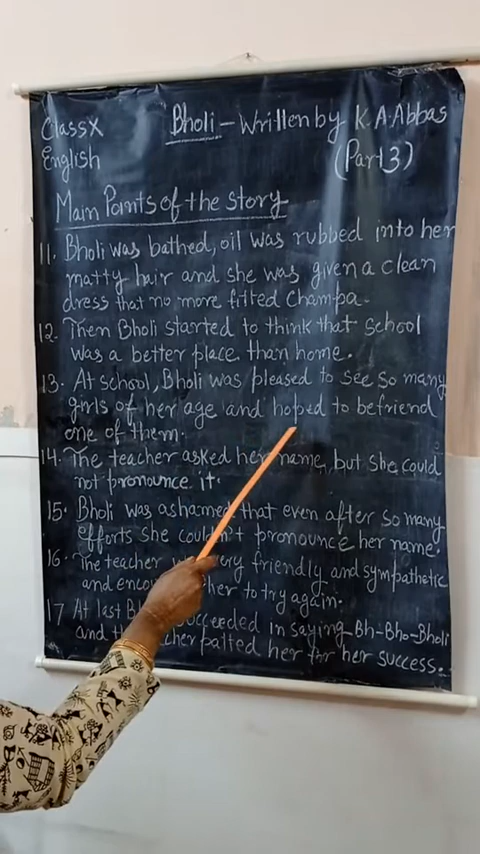 Class X
English
Bholi - Written by K.A.Abbas
(Part 3)
Main Points of the story
11. Bholi was bathed, oil was rubbed into her
matty hair and she was given a clean
dress that no more fitted Champa.
12. Then Bholi started to think that school
was a better place than home.
13. At school, Bholi was pleased to see so many
girls of her age and hoped to befriend
one of them.
14. The teacher asked her name, but she could
not pronounce it.
15. Bholi was ashamed that even after so many
efforts she couldn't pronounce her name.
16. The teacher very friendly and sympathetic
and her to try again.
17 At last succeeded in saying Bh-Bho-Bholi
and patted her for her success.